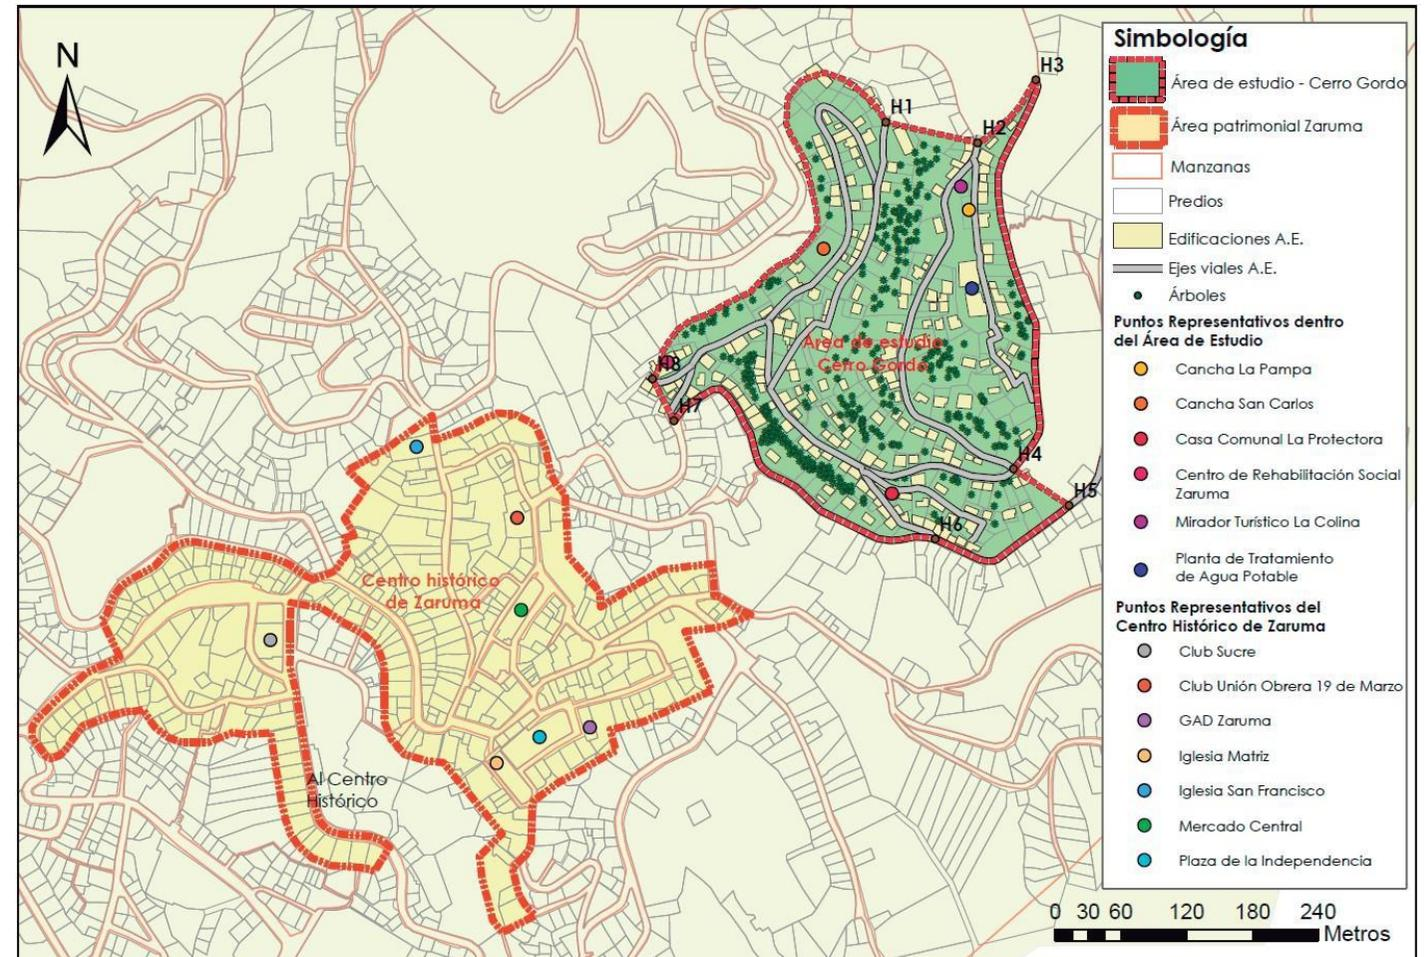 N
H3
H1
H2
Área de estudio
Cerro Gordo
H8
H7
H4
H5
H6
Centro histórico
de Zaruma
Al Centro
Histórico
Simbología
Área de estudio - Cerro Gordo
Área patrimonial Zaruma
Manzanas
Predios
Edificaciones A.E.
Ejes viales A.E.
Árboles
Puntos Representativos dentro
del Área de Estudio
Cancha La Pampa
Cancha San Carlos
Casa Comunal La Protectora
Centro de Rehabilitación Social
Zaruma
Mirador Turístico La Colina
Planta de Tratamiento
de Agua Potable
Puntos Representativos del
Centro Histórico de Zaruma
Club Sucre
Club Unión Obrera 19 de Marzo
GAD Zaruma
Iglesia Matriz
Iglesia San Francisco
Mercado Central
Plaza de la Independencia
0 30 60 120 180 240
Metros